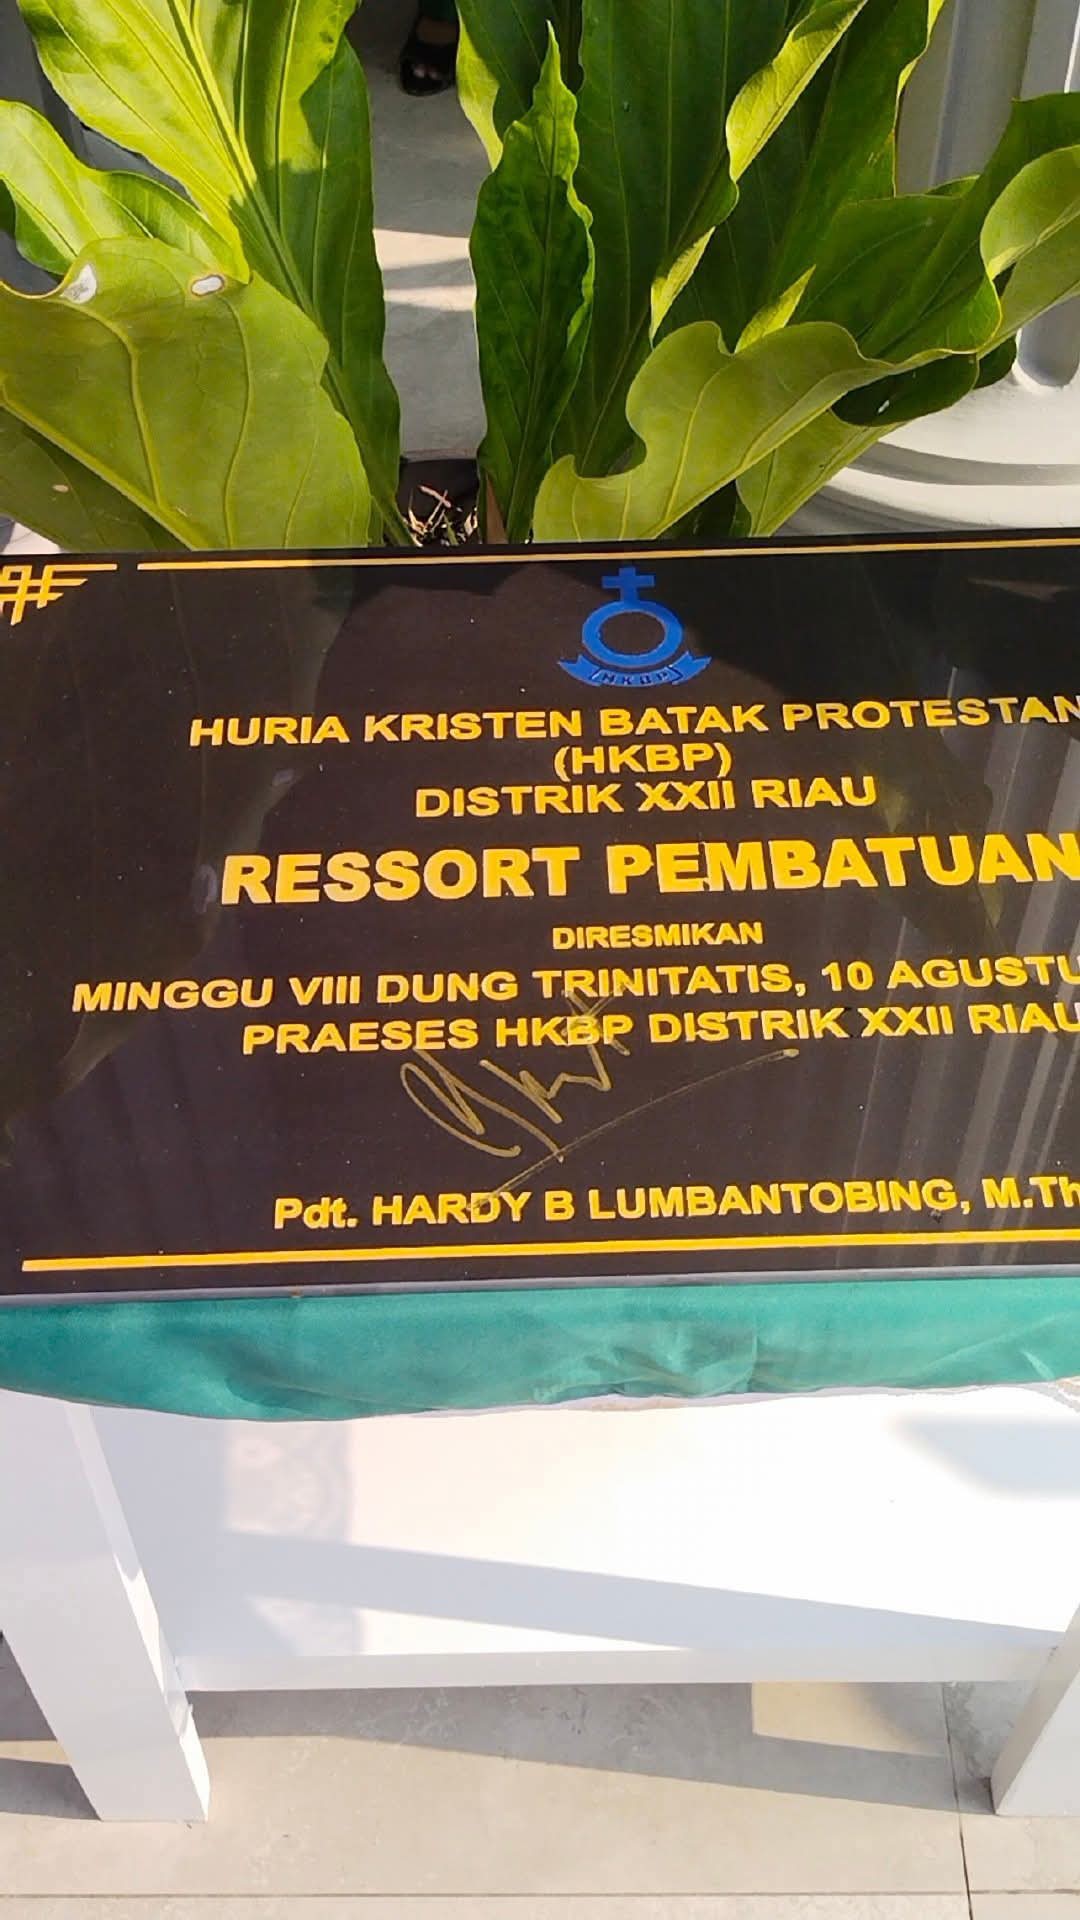 HKBP
HURIA KRISTEN BATAK PROTESTAN
(HKBP)
DISTRIK XXII RIAU
RESSORT PEMBATUAN
DIRESMIKAN
MINGGU VIII DUNG TRINITATIS, 10 AGUSTU
PRAESES HKBP DISTRIK XXII RIAU
Pdt. HARDY B LUMBANTOBING, M.Th